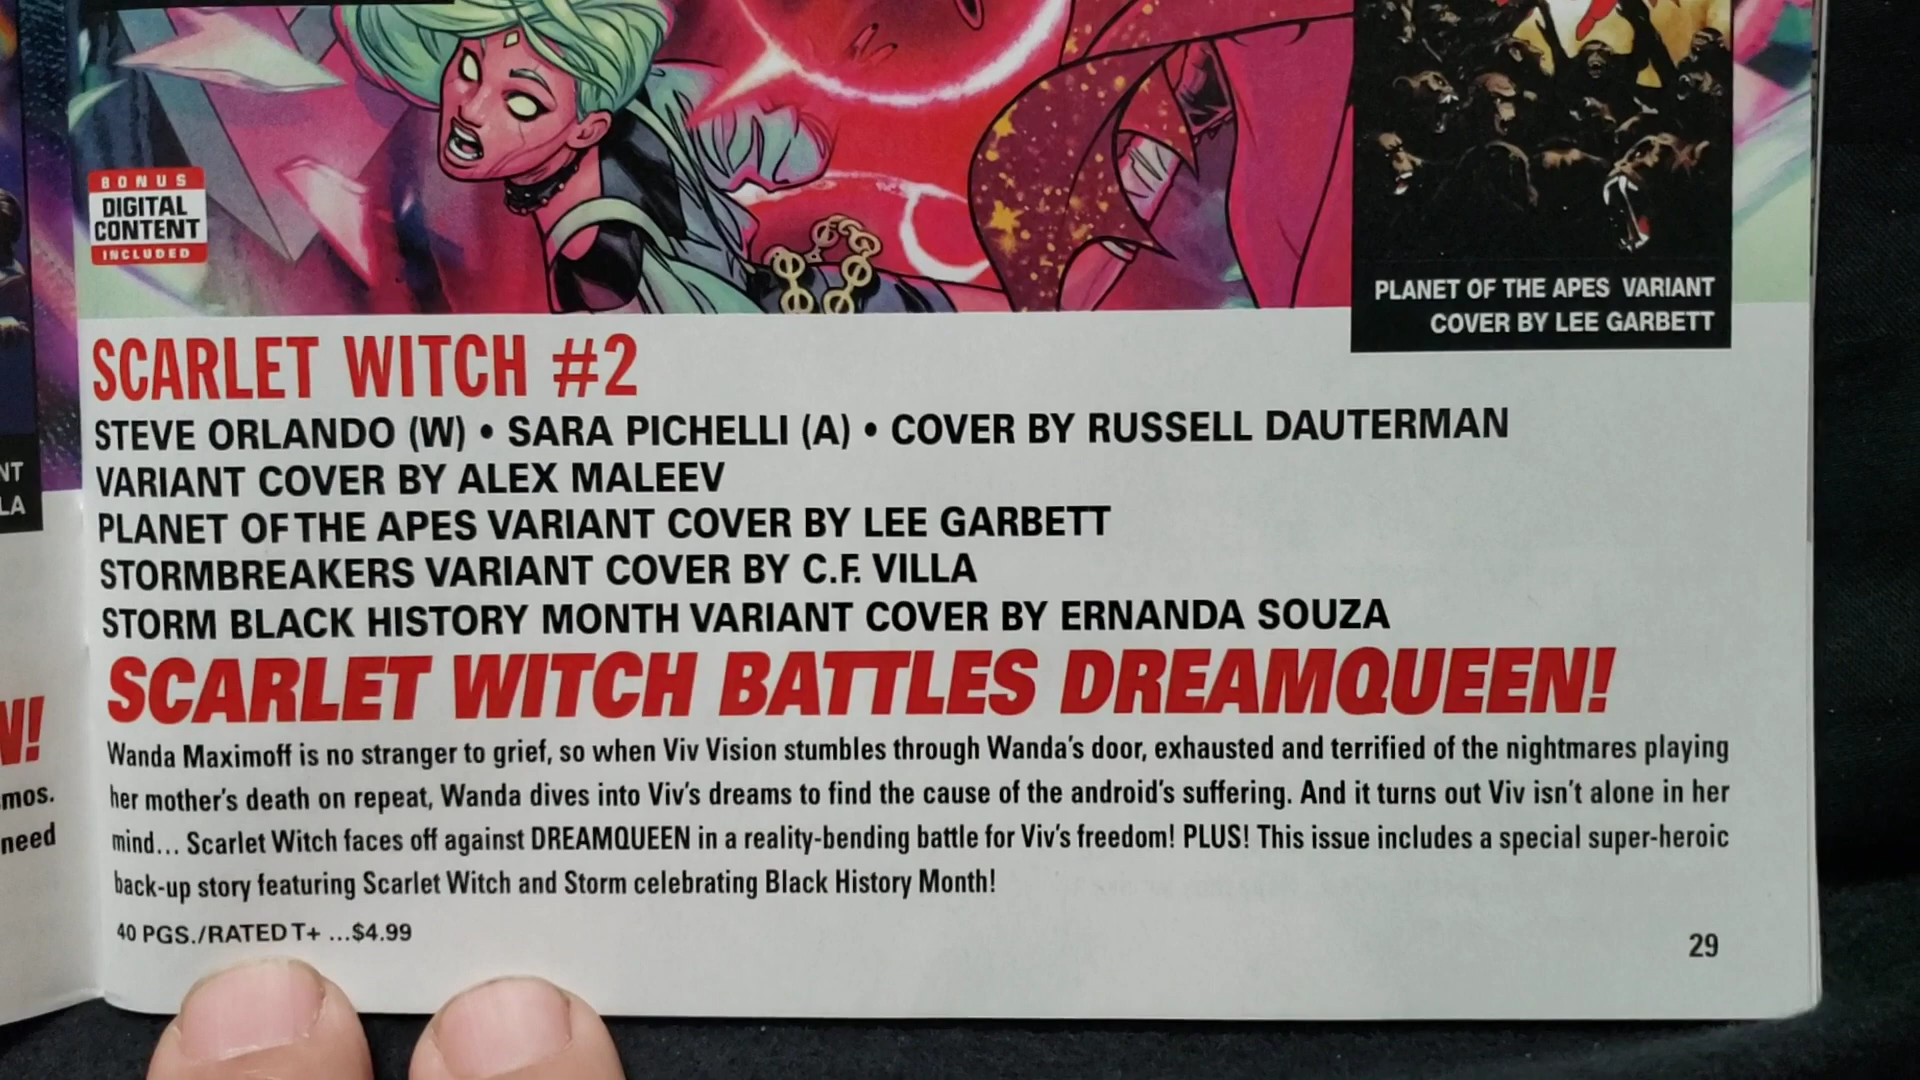 BONUS
DIGITAL
CONTENT
INCLUDED
PLANET OF THE APES VARIANT
COVER BY LEE GARBETT
SCARLET WITCH #2
STEVE ORLANDO (W) • SARA PICHELLI (A) • COVER BY RUSSELL DAUTERMAN
VARIANT COVER BY ALEX MALEEV
PLANET OF THE APES VARIANT COVER BY LEE GARBETT
STORMBREAKERS VARIANT COVER BY C.F. VILLA
STORM BLACK HISTORY MONTH VARIANT COVER BY ERNANDA SOUZA
SCARLET WITCH BATTLES DREAMQUEEN!
Wanda Maximoff is no stranger to grief, so when Viv Vision stumbles through Wanda's door, exhausted and terrified of the nightmares playing
her mother's death on repeat, Wanda dives into Viv's dreams to find the cause of the android's suffering. And it turns out Viv isn't alone in her
mind... Scarlet Witch faces off against DREAMQUEEN in a reality-bending battle for Viv's freedom! PLUS! This issue includes a special super-heroic
back-up story featuring Scarlet Witch and Storm celebrating Black History Month!
40 PGS./RATED T+ ...$4.99
29
need